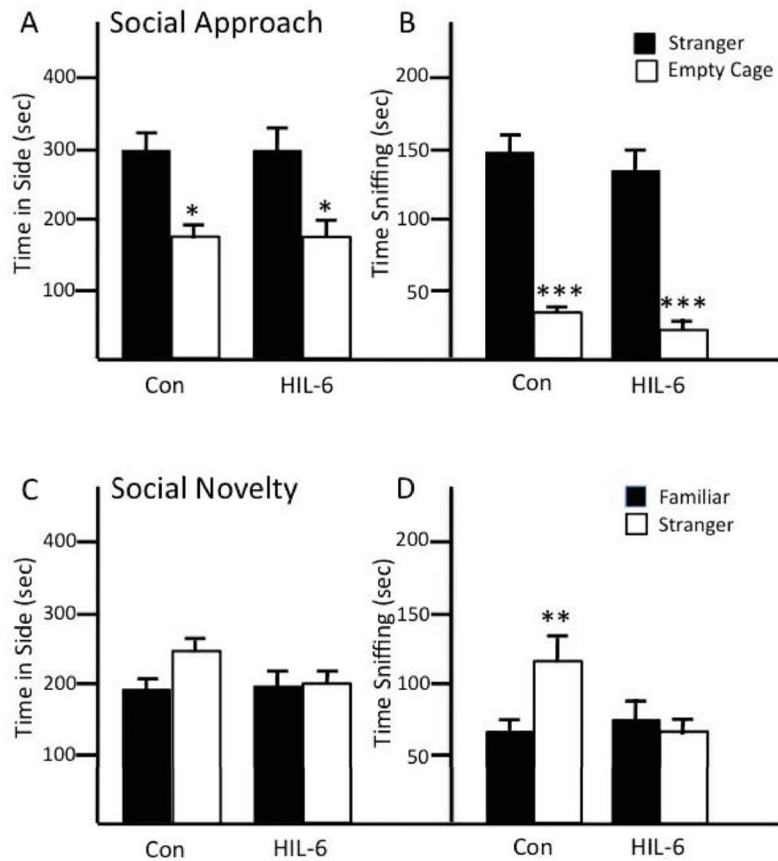 A Social Approach
Time in Side (sec)
400
300
200
100
*
*
Con HIL-6
B
Stranger
Empty Cage
Time Sniffing (sec)
200
150
100
50
***
***
Con HIL-6
C Social Novelty
Time in Side (sec)
400
300
200
100
Con HIL-6
D
Familiar
Stranger
Time Sniffing (sec)
200
150
100
50
**
Con HIL-6